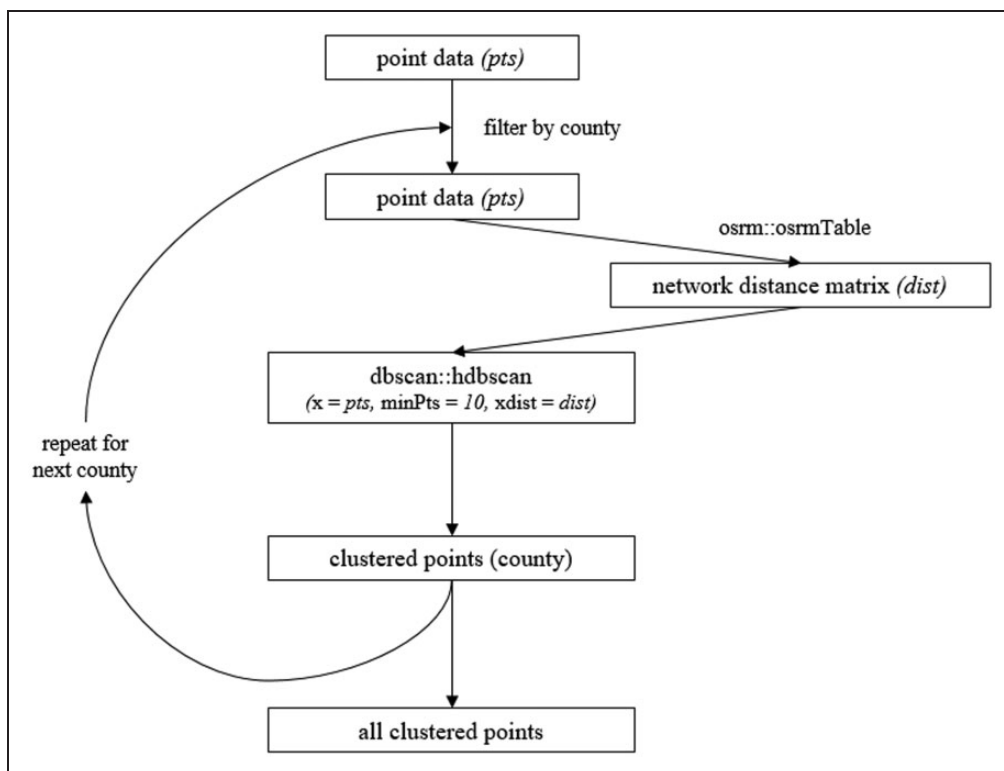 point data (pts)
filter by county
point data (pts)
osrm::osrmTable
network distance matrix (dist)
dbscan::hdbscan
(x = pts, minPts = 10, xdist = dist)
repeat for
next county
clustered points (county)
all clustered points